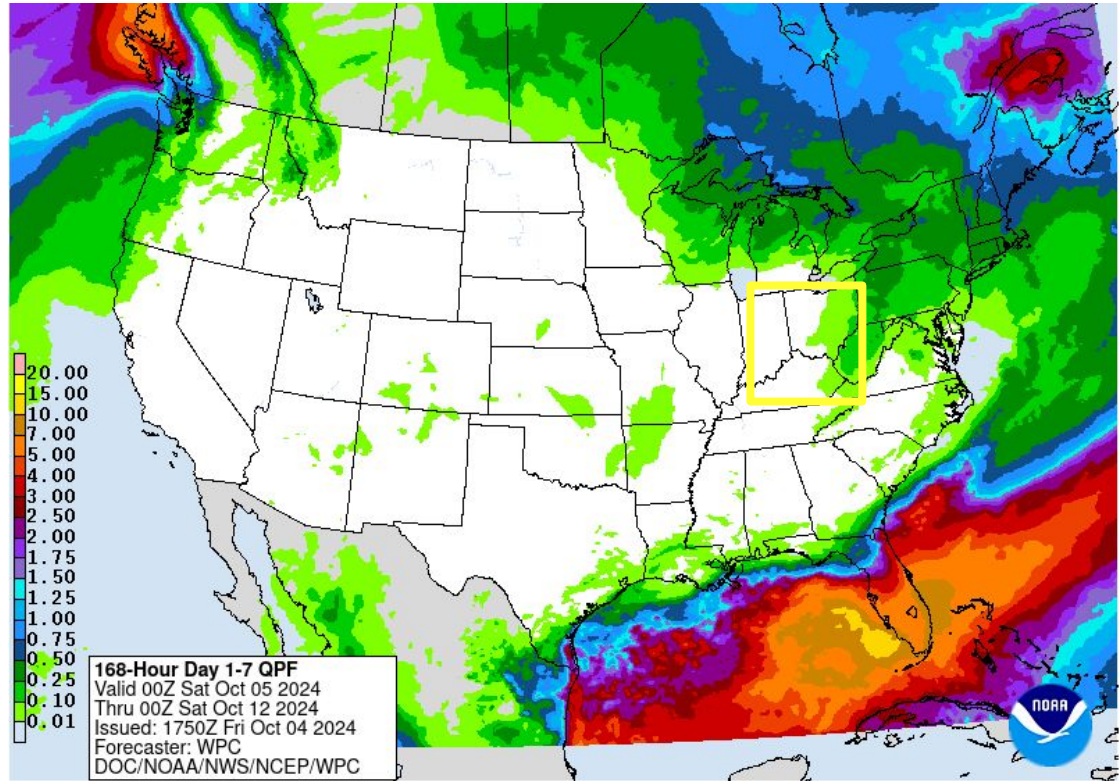 20.00
15.00
10.00
7.00
5.00
4.00
3.00
2.50
2.00
1.75
1.50
1.25
1.00
0.75
0.50
0.25
0.10
0.01
168-Hour Day 1-7 QPF
Valid 00Z Sat Oct 05 2024
Thru 00Z Sat Oct 12 2024
Issued: 1750Z Fri Oct 04 2024
Forecaster: WPC
DOC/NOAA/NWS/NCEP/WPC
NOAA